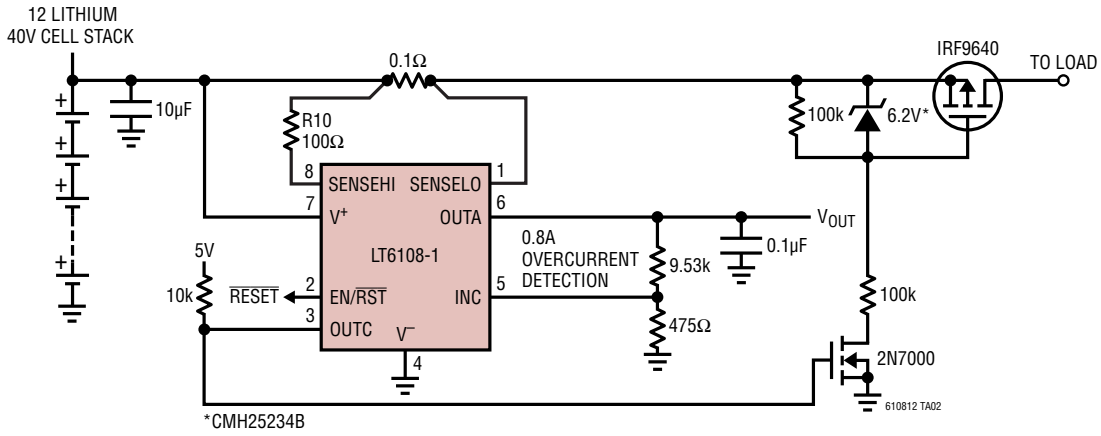 12 LITHIUM
40V CELL STACK
0.1Ω
IRF9640
TO LOAD
10µF
R10
100Ω
100k
6.2V*
8
SENSEHI
SENSELO
1
7
V+
OUTA
6
VOUT
LT6108-1
0.8A
OVERCURRENT
DETECTION
9.53k
0.1µF
5V
10k
RESET
2
EN/RST
INC
5
100k
3
OUTC
V–
4
475Ω
2N7000
*CMH25234B
610812 TA02
+
+
+
+